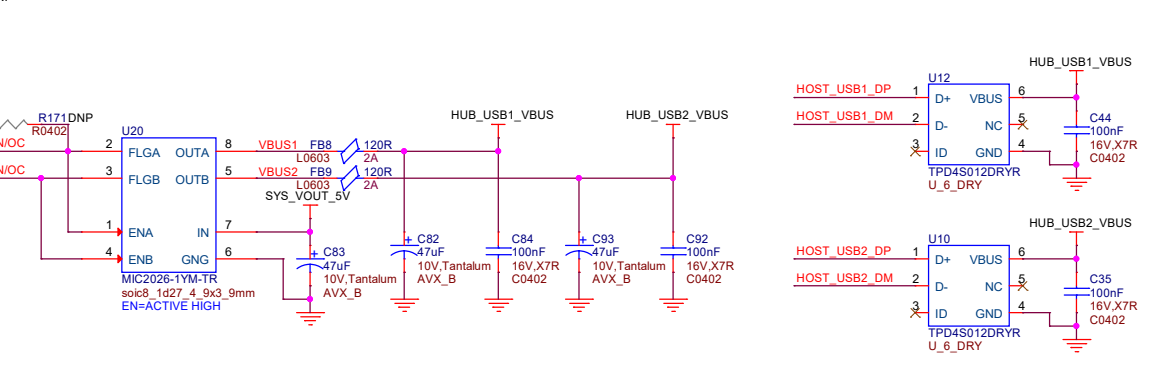 R171 DNP
R0402
N/OC
N/OC
U20
2 FLGA OUTA 8
3 FLGB OUTB 5
1 ENA IN 7
4 ENB GNG 6
MIC2026-1YM-TR
soic8_1d27_4_9x3_9mm
EN=ACTIVE HIGH
VBUS1 FB8 120R
L0603 2A
VBUS2 FB9 120R
L0603 2A
SYS_VOUT_5V
+ C83
47uF
10V,Tantalum
AVX_B
HUB_USB1_VBUS
+ C82
47uF
10V,Tantalum
AVX_B
C84
100nF
16V,X7R
C0402
HUB_USB2_VBUS
+ C93
47uF
10V,Tantalum
AVX_B
C92
100nF
16V,X7R
C0402
HUB_USB1_VBUS
U12
HOST_USB1_DP 1 D+ VBUS 6
HOST_USB1_DM 2 D- NC 5
3 ID GND 4
TPD4S012DRYR
U_6_DRY
C44
100nF
16V,X7R
C0402
HUB_USB2_VBUS
U10
HOST_USB2_DP 1 D+ VBUS 6
HOST_USB2_DM 2 D- NC 5
3 ID GND 4
TPD4S012DRYR
U_6_DRY
C35
100nF
16V,X7R
C0402